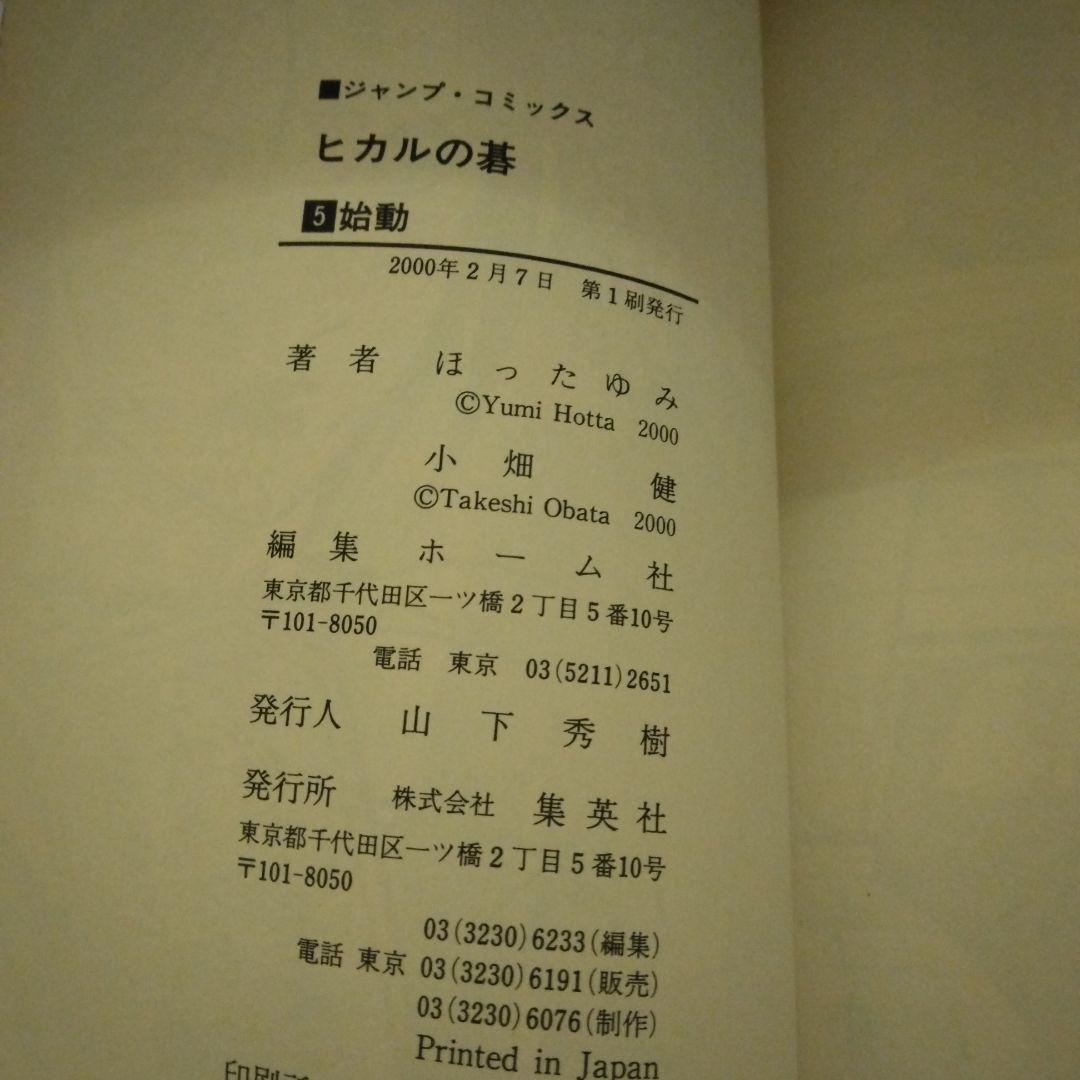 ■ジャンプ・コミックス
ヒカルの碁
5始動
2000年2月7日 第1刷発行
著者 ほったゆみ
©Yumi Hotta 2000
小畑 健
©Takeshi Obata 2000
編集 ホーム社
東京都千代田区一ツ橋2丁目5番10号
〒101-8050
電話 東京 03(5211)2651
発行人 山下秀樹
発行所 株式会社 集英社
東京都千代田区一ツ橋2丁目5番10号
〒101-8050
03(3230)6233(編集)
電話 東京 03(3230)6191(販売)
03(3230)6076(制作)
Printed in Japan
印刷所